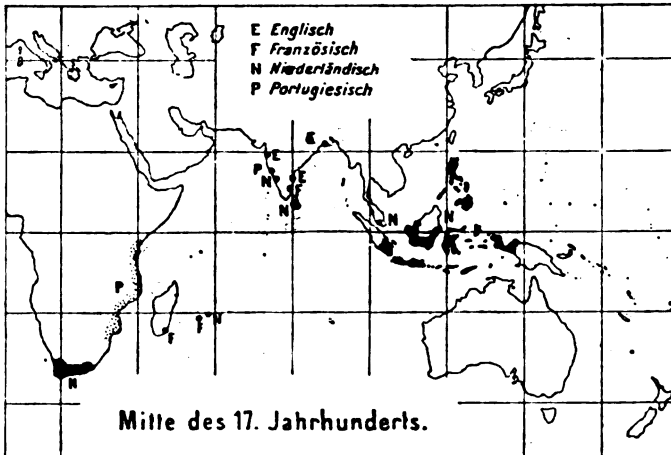 E Englisch
F Französisch
N Niederländisch
P Portugiesisch
E
E
P
E
N
F
N
N
N
P
N
F
F
N
Mitte des 17. Jahrhunderts.